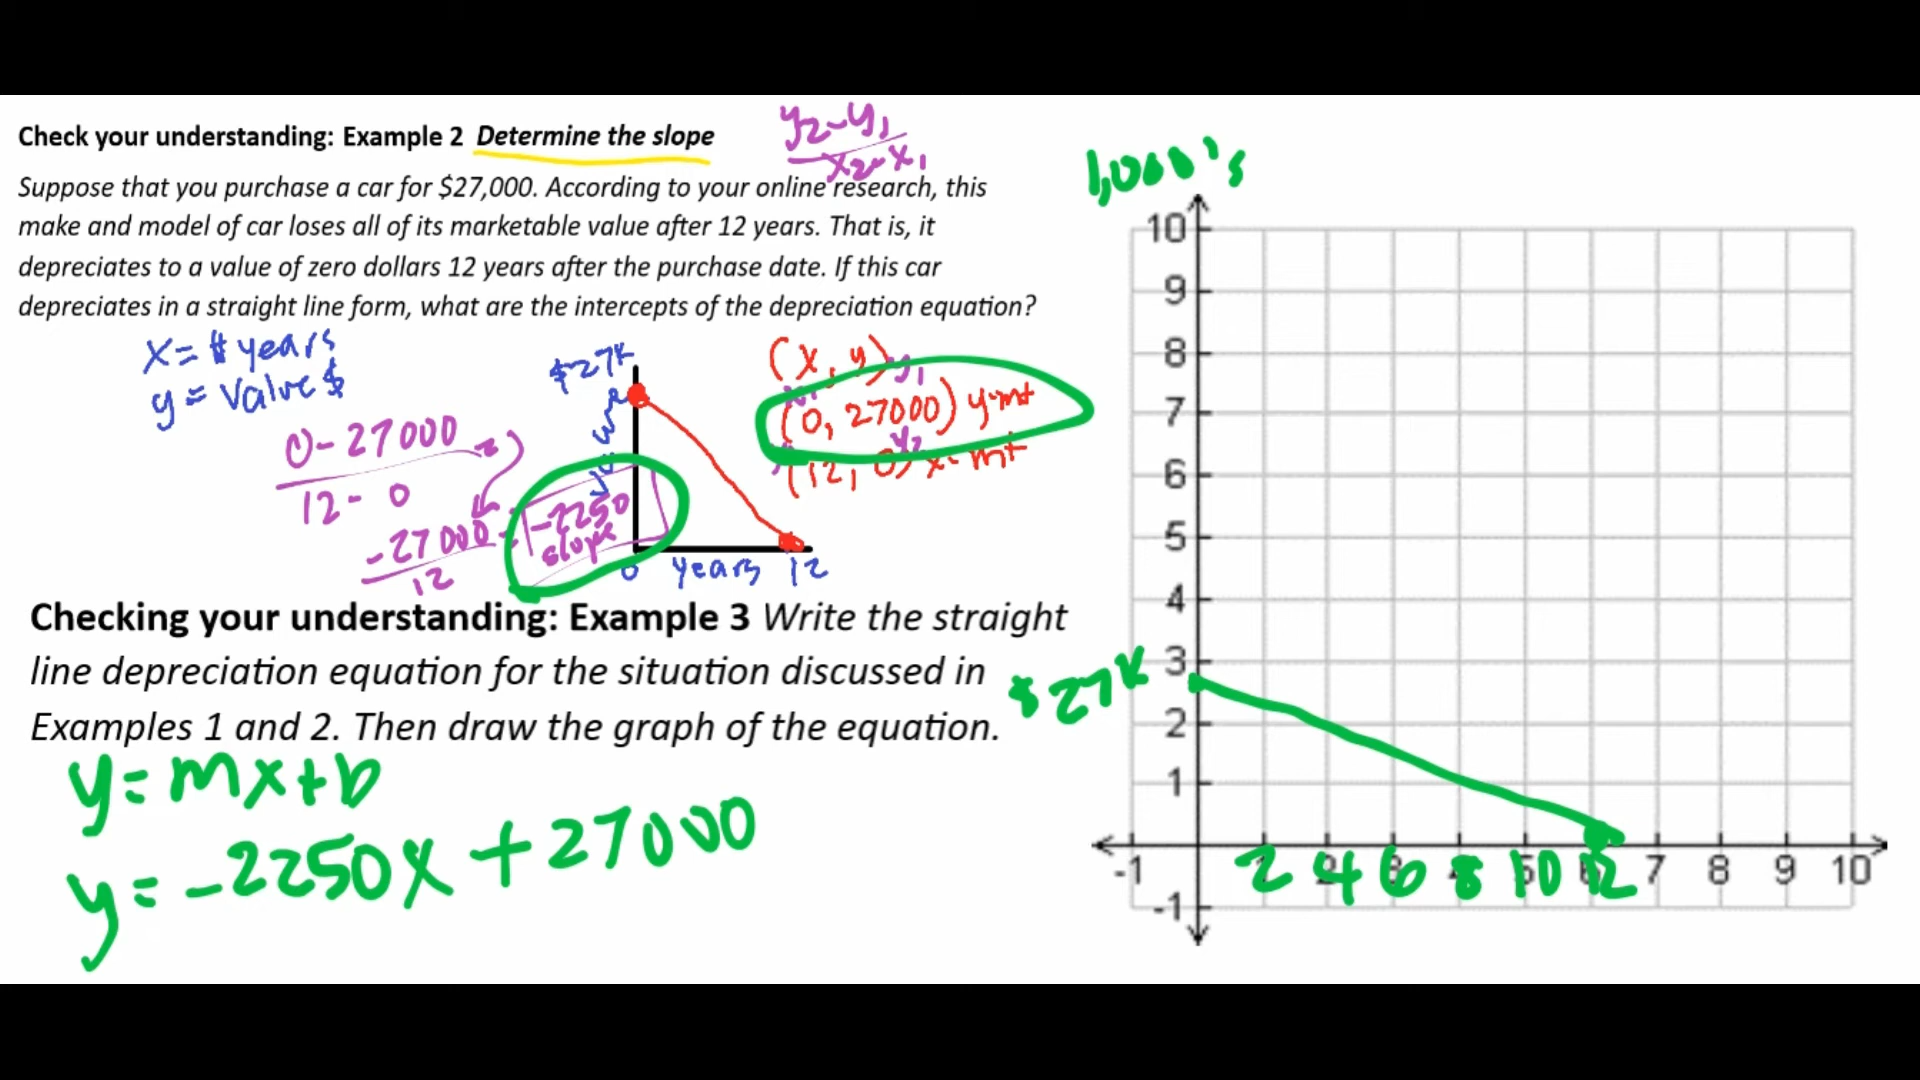 Check your understanding: Example 2 Determine the slope
y2-y1
x2-x1
Suppose that you purchase a car for $27,000. According to your online research, this
make and model of car loses all of its marketable value after 12 years. That is, it
depreciates to a value of zero dollars 12 years after the purchase date. If this car
depreciates in a straight line form, what are the intercepts of the depreciation equation?
x = # years
y = value $
0-27000
12-0
=
-27000
12
=
-2250
slope
$27K
0 years 12
(x, y)
y1
(0, 27000) y-int
y2
(12, 0) x-int
Checking your understanding: Example 3 Write the straight
line depreciation equation for the situation discussed in
Examples 1 and 2. Then draw the graph of the equation.
y = mx+b
y = -2250x + 27000
1,000's
10
9
8
7
6
5
4
3
$27K
2
1
-1 2 4 6 8 10 12 7 8 9 10
-1